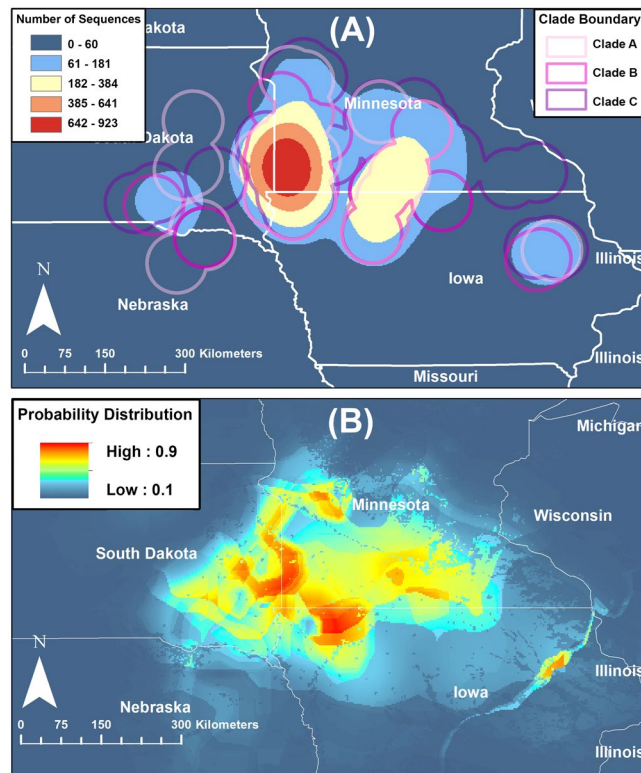 Number of Sequences
0 - 60
61 - 181
182 - 384
385 - 641
642 - 923
(A)
Clade Boundary
Clade A
Clade B
Clade C
Minnesota
Dakota
Iowa
Illinois
Nebraska
N
0 75 150 300 Kilometers
Missouri
Illinois
Probability Distribution
High : 0.9
Low : 0.1
(B)
Michigan
Minnesota
Wisconsin
South Dakota
N
Illinois
Iowa
Nebraska
0 75 150 300 Kilometers
Illinois